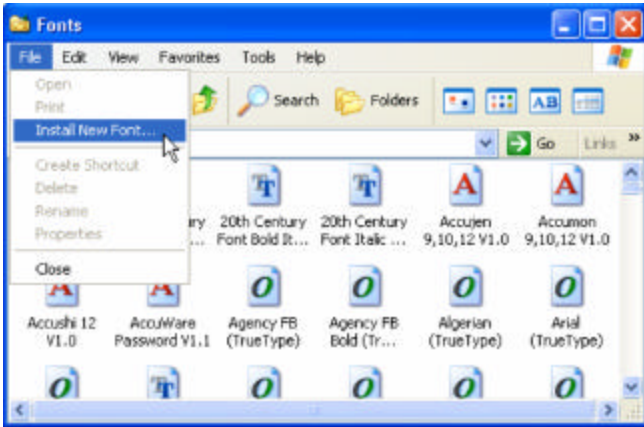 Fonts
File Edit View Favorites Tools Help
Open
Print
Search Folders
Install New Font...
Go Links »
Create Shortcut
Delete
Rename
Properties
20th Century Font Bold It...
20th Century Font Italic ...
Accujen 9,10,12 V1.0
Accumon 9,10,12 V1.0
Close
Accushi 12 V1.0
AccuWare Password V1.1
Agency FB (TrueType)
Agency FB Bold (Tr...
Algerian (TrueType)
Arial (TrueType)